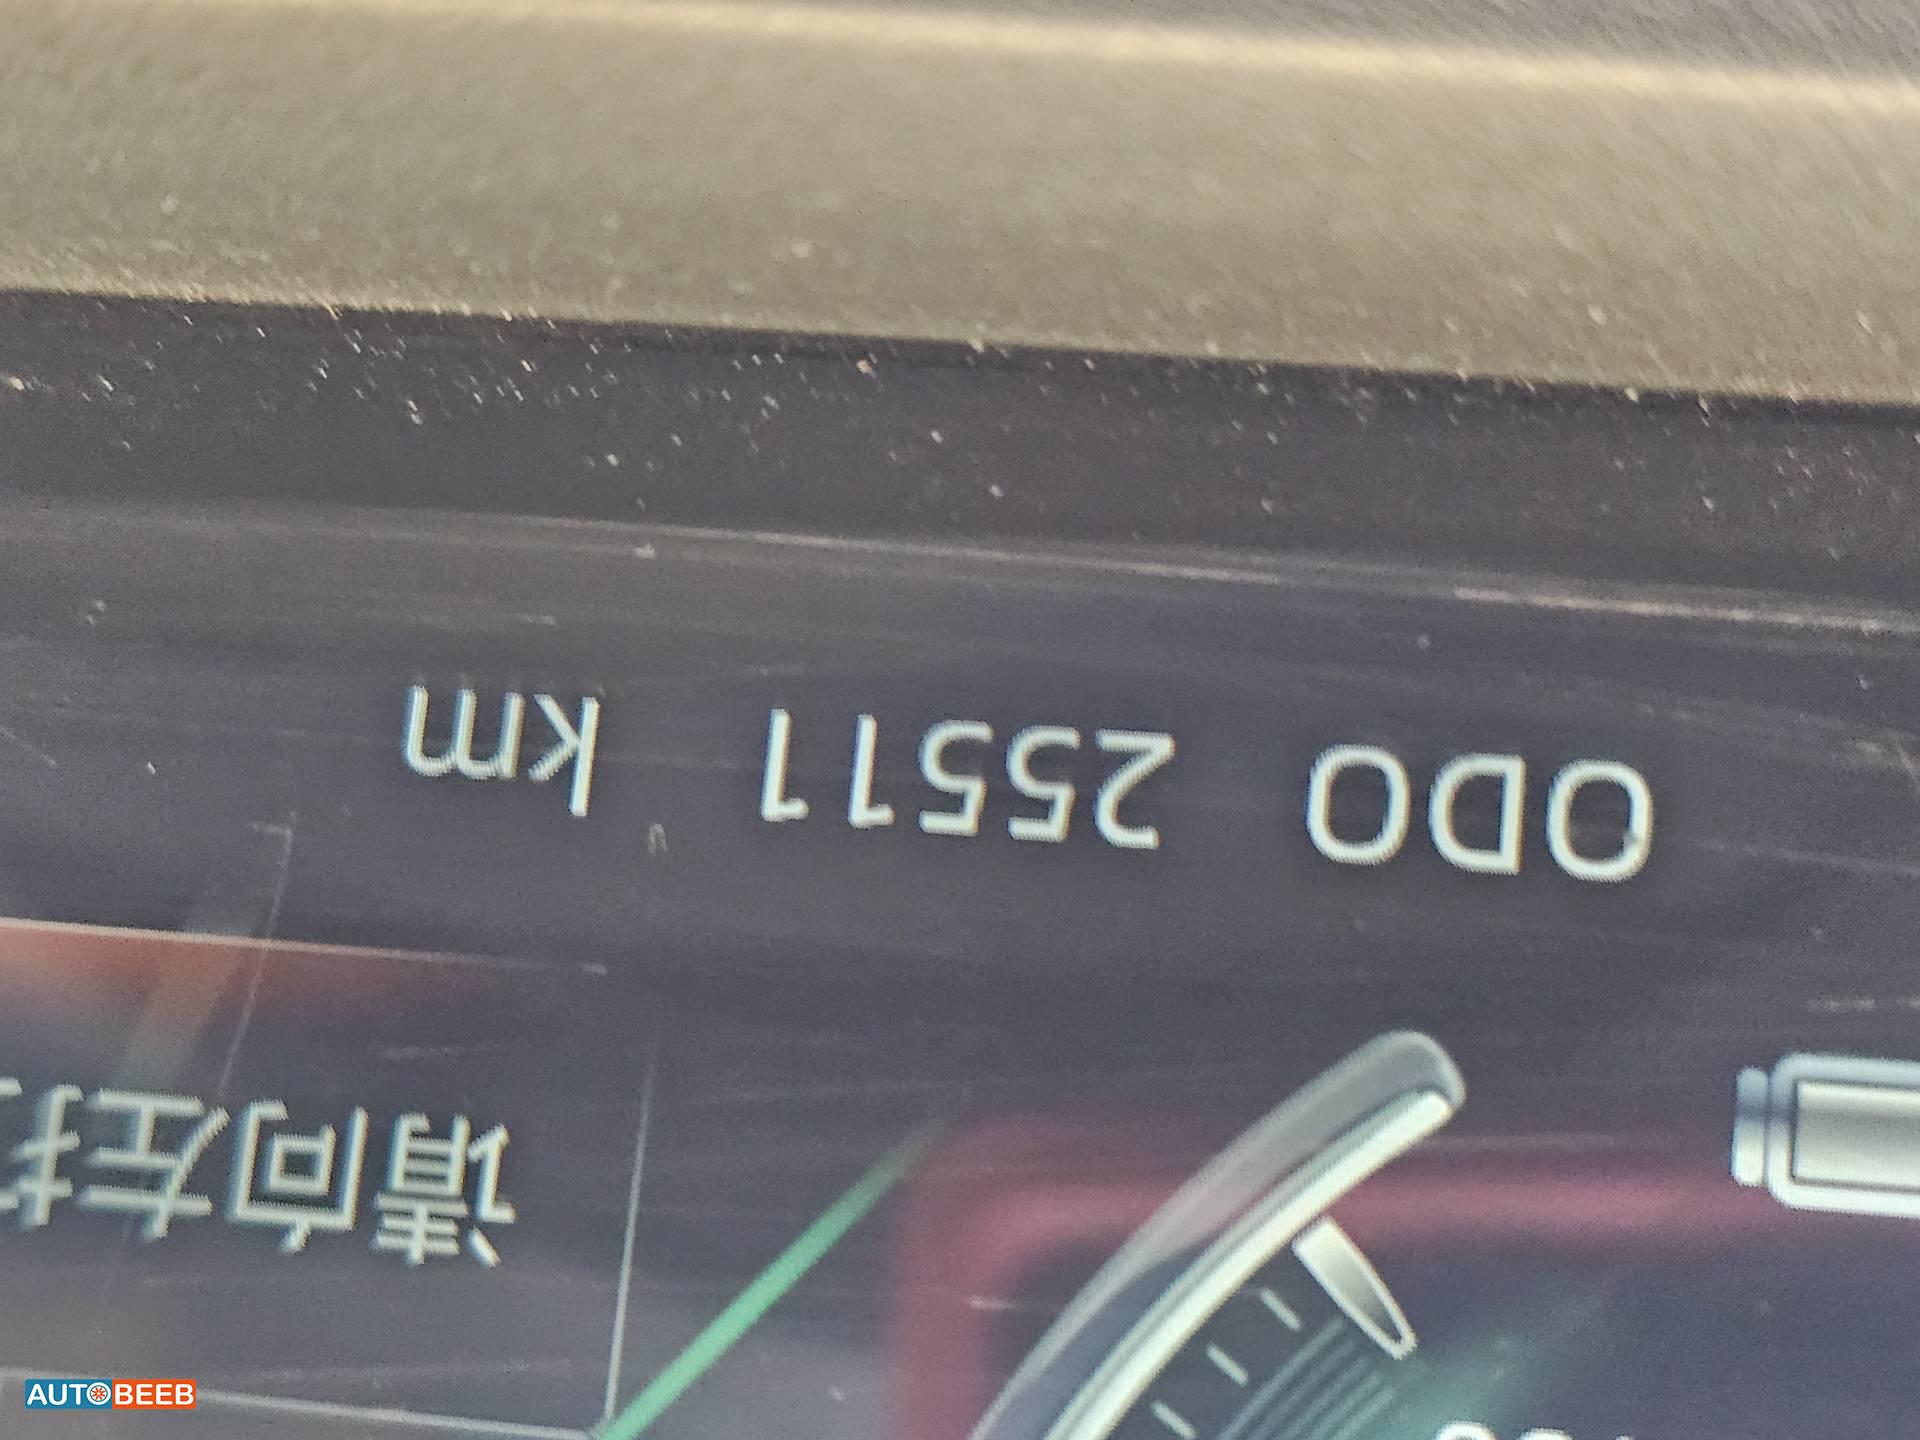 ODO 25511 km
请向左
AUTOBEEB